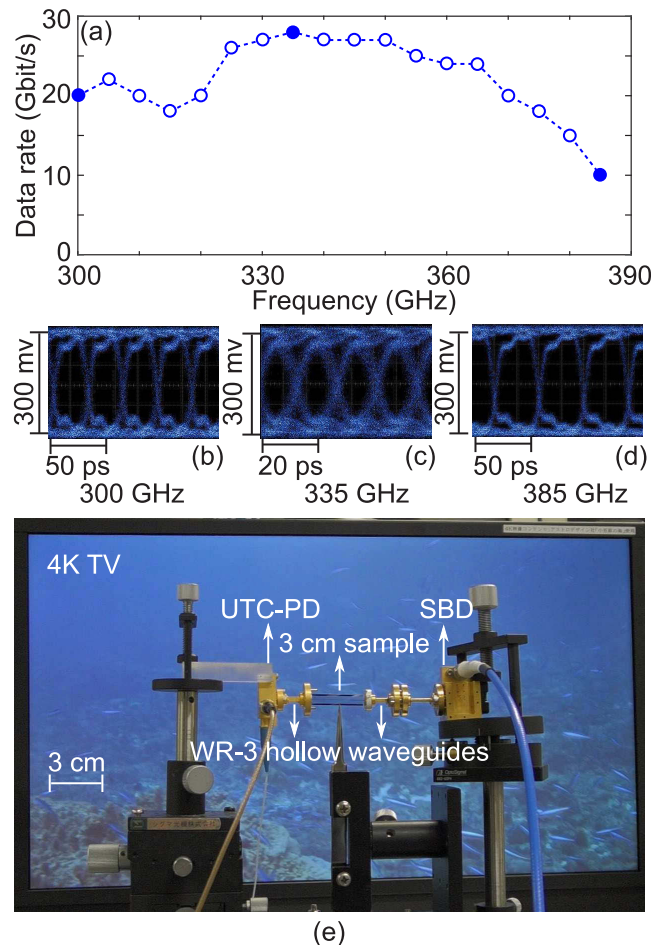 (a)
Data rate (Gbit/s)
30
20
10
0
300
330
360
390
Frequency (GHz)
300 mv
50 ps
(b)
300 GHz
300 mv
20 ps
(c)
335 GHz
300 mv
50 ps
(d)
385 GHz
4K TV
UTC-PD
SBD
3 cm sample
WR-3 hollow waveguides
3 cm
(e)